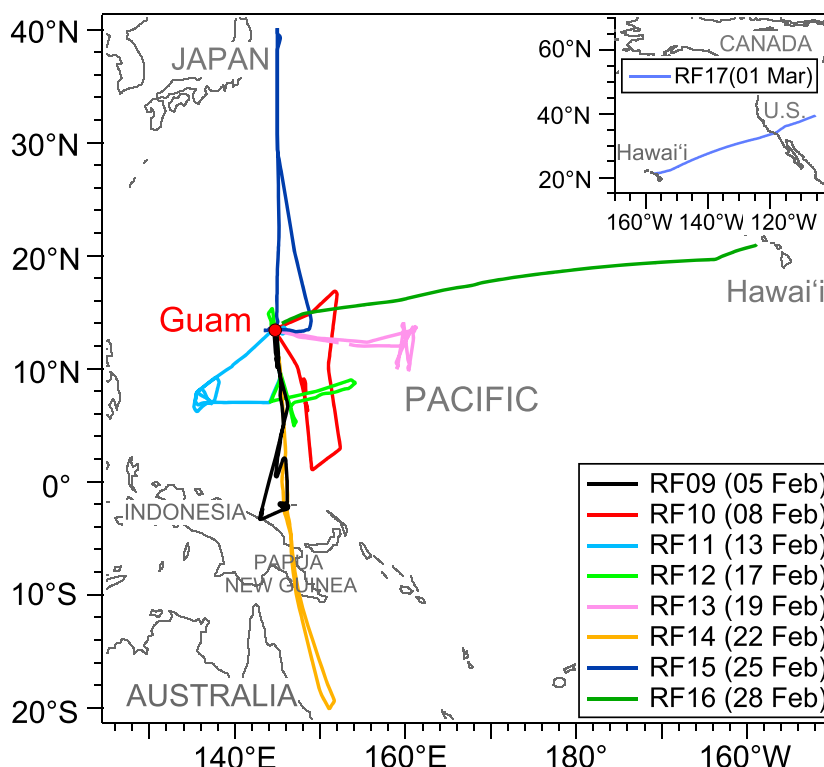 40°N
30°N
20°N
10°N
0°
10°S
20°S
140°E
160°E
180°
160°W
JAPAN
Guam
PACIFIC
Hawai‘i
INDONESIA
PAPUA
NEW GUINEA
AUSTRALIA
60°N
40°N
20°N
160°W
140°W
120°W
CANADA
RF17(01 Mar)
U.S.
Hawai‘i
RF09 (05 Feb)
RF10 (08 Feb)
RF11 (13 Feb)
RF12 (17 Feb)
RF13 (19 Feb)
RF14 (22 Feb)
RF15 (25 Feb)
RF16 (28 Feb)